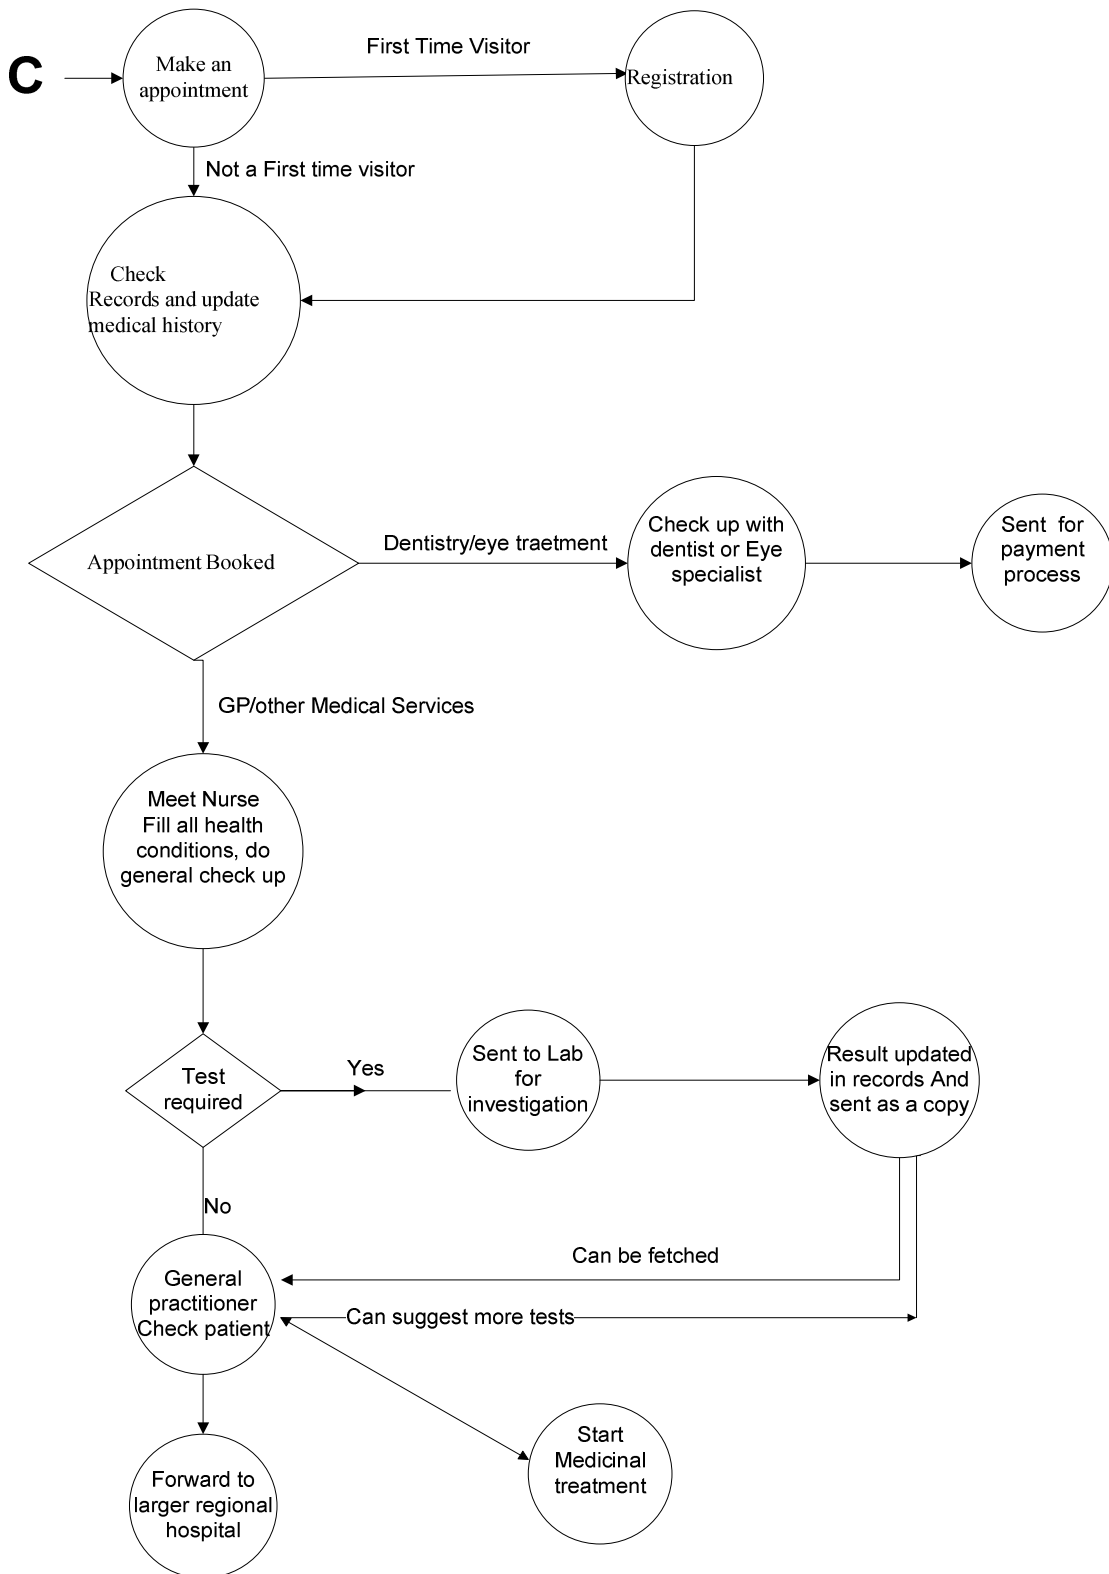 C
Make an
appointment
First Time Visitor
Registration
Not a First time visitor
Check
Records and update
medical history
Appointment Booked
Dentistry/eye traetment
Check up with
dentist or Eye
specialist
Sent for
payment
process
GP/other Medical Services
Meet Nurse
Fill all health
conditions, do
general check up
Test
required
Yes
Sent to Lab
for
investigation
Result updated
in records And
sent as a copy
No
Can be fetched
General
practitioner
Check patient
Can suggest more tests
Start
Medicinal
treatment
Forward to
larger regional
hospital